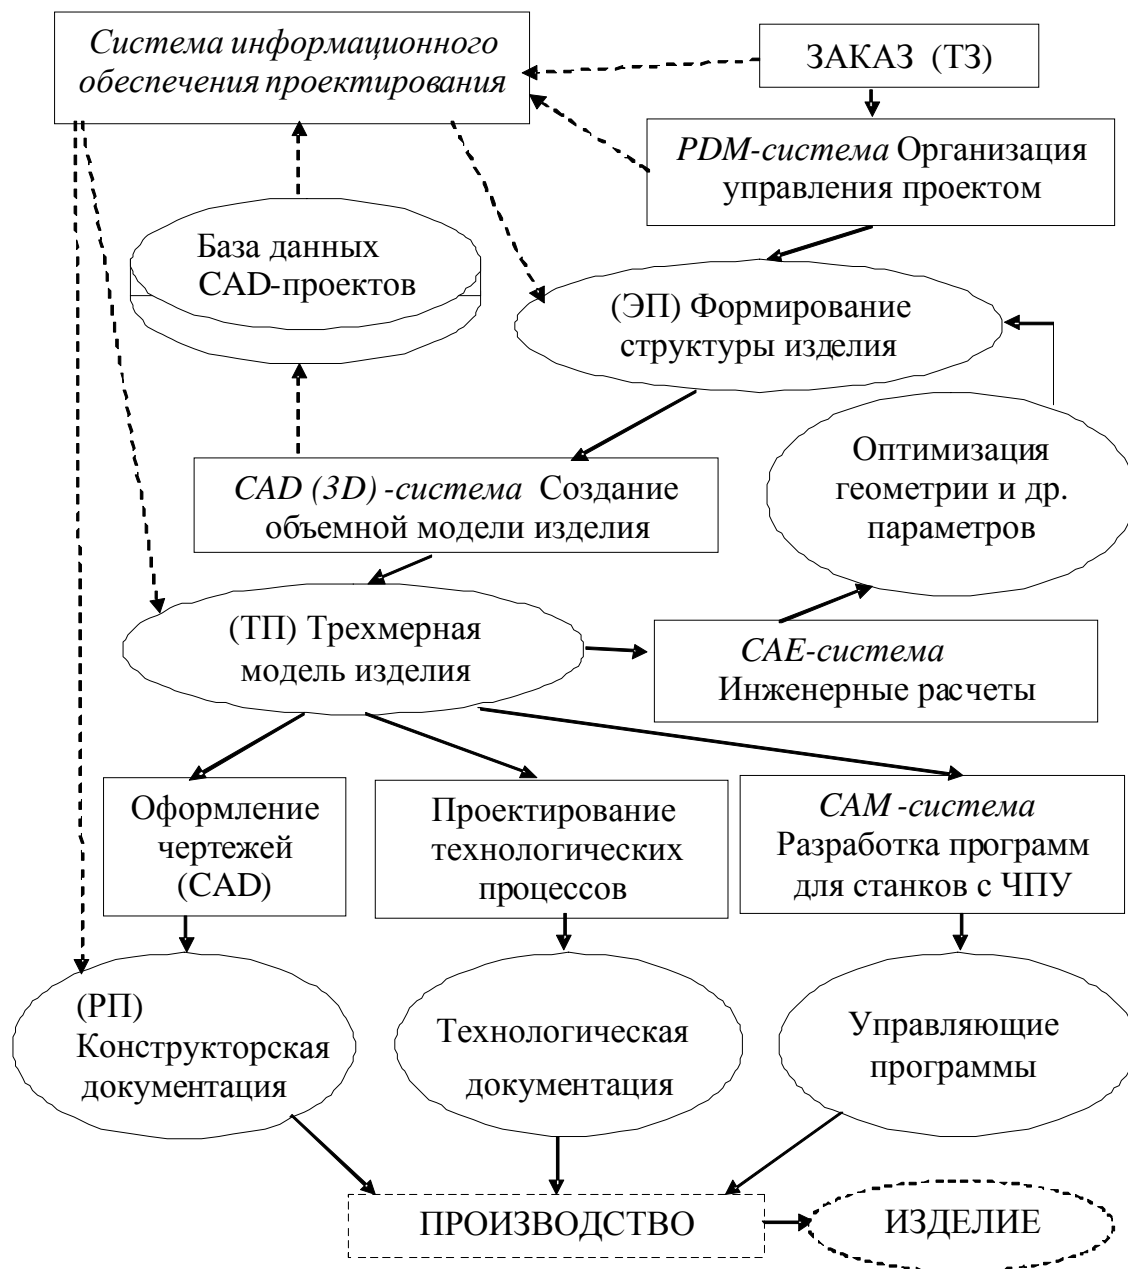 Система информационного
обеспечения проектирования
ЗАКАЗ (ТЗ)
PDM-система Организация
управления проектом
База данных
CAD-проектов
(ЭП) Формирование
структуры изделия
Оптимизация
геометрии и др.
параметров
CAD (3D) -система Создание
объемной модели изделия
(ТП) Трехмерная
модель изделия
CAE-система
Инженерные расчеты
Оформление
чертежей
(CAD)
Проектирование
технологических
процессов
CAM -система
Разработка программ
для станков с ЧПУ
(РП)
Конструкторская
документация
Технологическая
документация
Управляющие
программы
ПРОИЗВОДСТВО
ИЗДЕЛИЕ